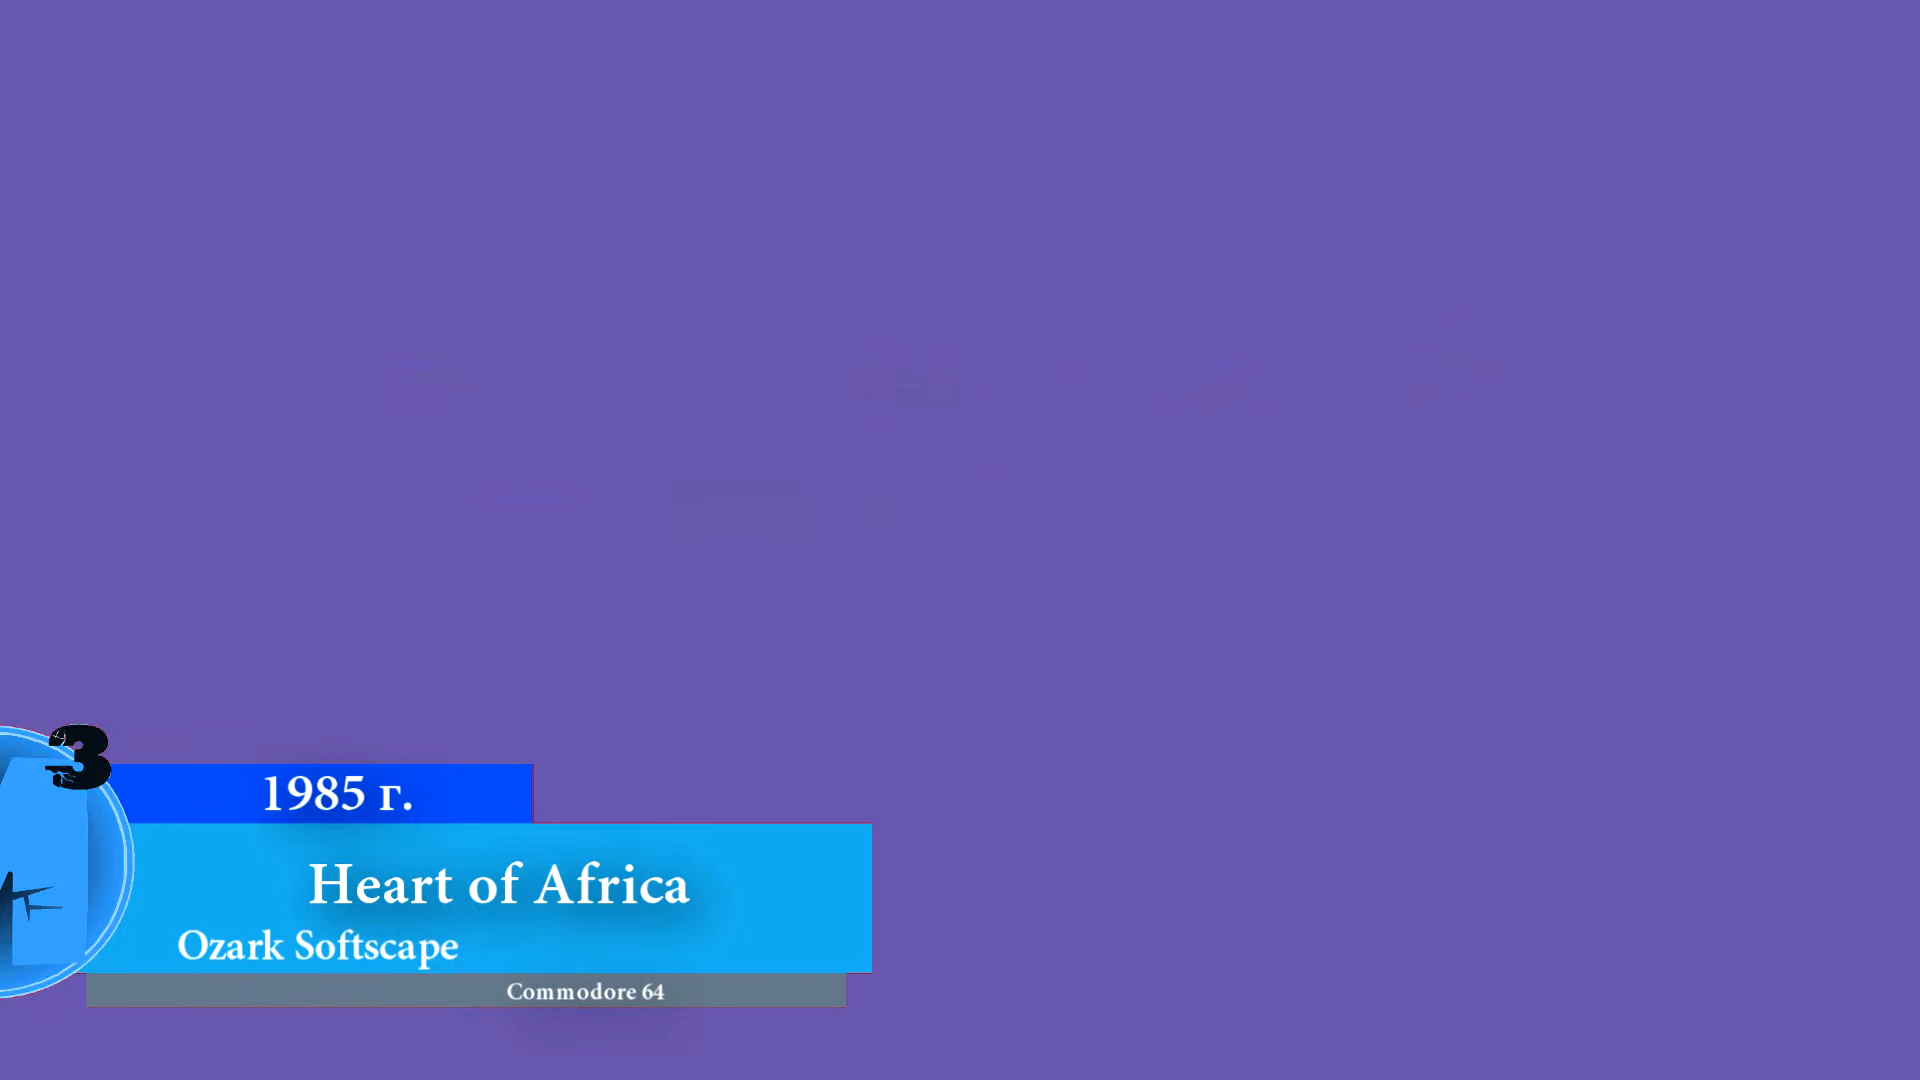 3
1985 г.
Heart of Africa
Ozark Softscape
Commodore 64